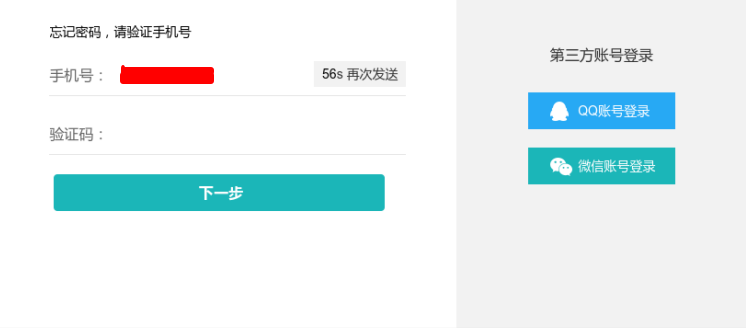 忘记密码，请验证手机号
手机号：
56s 再次发送
验证码：
下一步
第三方账号登录
QQ账号登录
微信账号登录